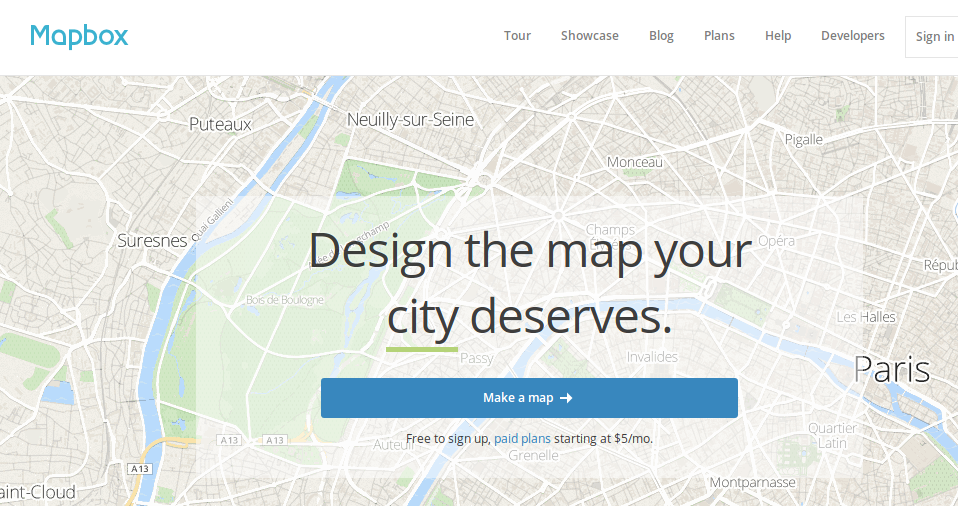 Mapbox
Tour Showcase Blog Plans Help Developers Sign in
Puteaux
Neuilly-sur-Seine
Pigalle
Monceau
Quai Gallieni
Suresnes
Champs
Opéra
Design the map your
Répu
Bois de Boulogne
city deserves.
Les Halles
Passy
Invalides
Paris
Make a map →
Quartier
Latin
A13 A13
Auteuil
Free to sign up, paid plans starting at $5/mo.
Grenelle
A13
Montparnasse
aint-Cloud